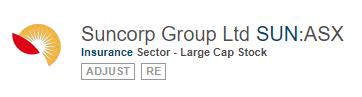 Suncorp Group Ltd SUN:ASX
Insurance Sector - Large Cap Stock
ADJUST RE